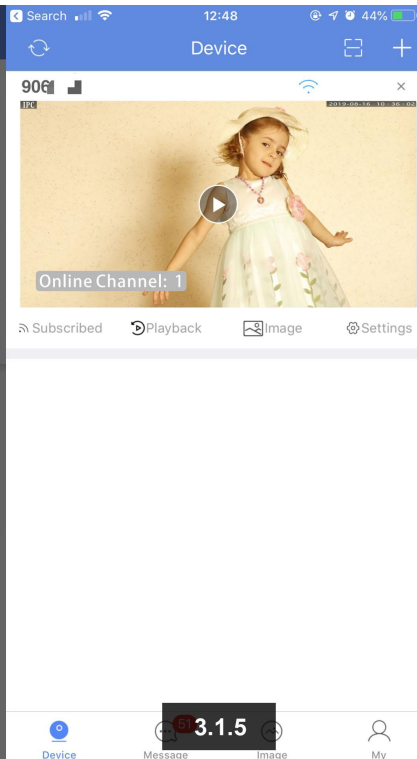 Search 12:48 44%
Device
906
IPC 2019-08-16 10:36:02
Online Channel: 1
Subscribed Playback Image Settings
51
3.1.5
Device Message Image My